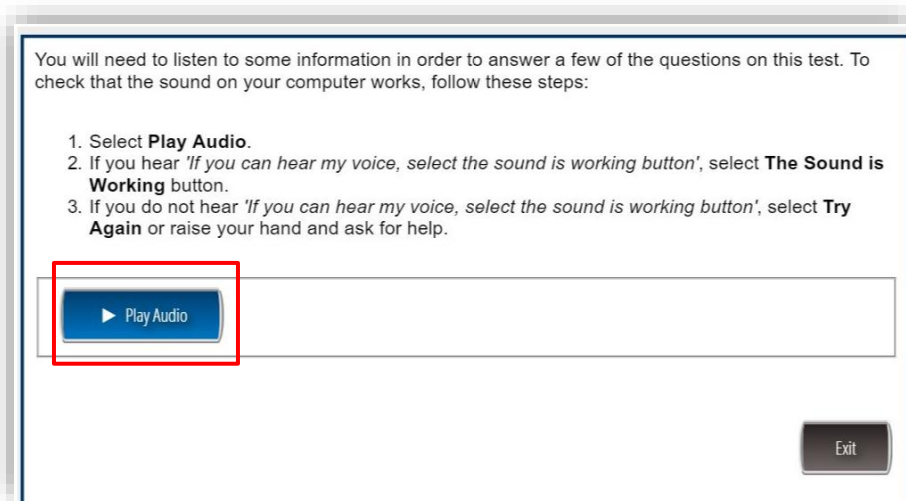 You will need to listen to some information in order to answer a few of the questions on this test. To
check that the sound on your computer works, follow these steps:
1. Select Play Audio.
2. If you hear 'If you can hear my voice, select the sound is working button', select The Sound is
Working button.
3. If you do not hear 'If you can hear my voice, select the sound is working button', select Try
Again or raise your hand and ask for help.
Play Audio
Exit